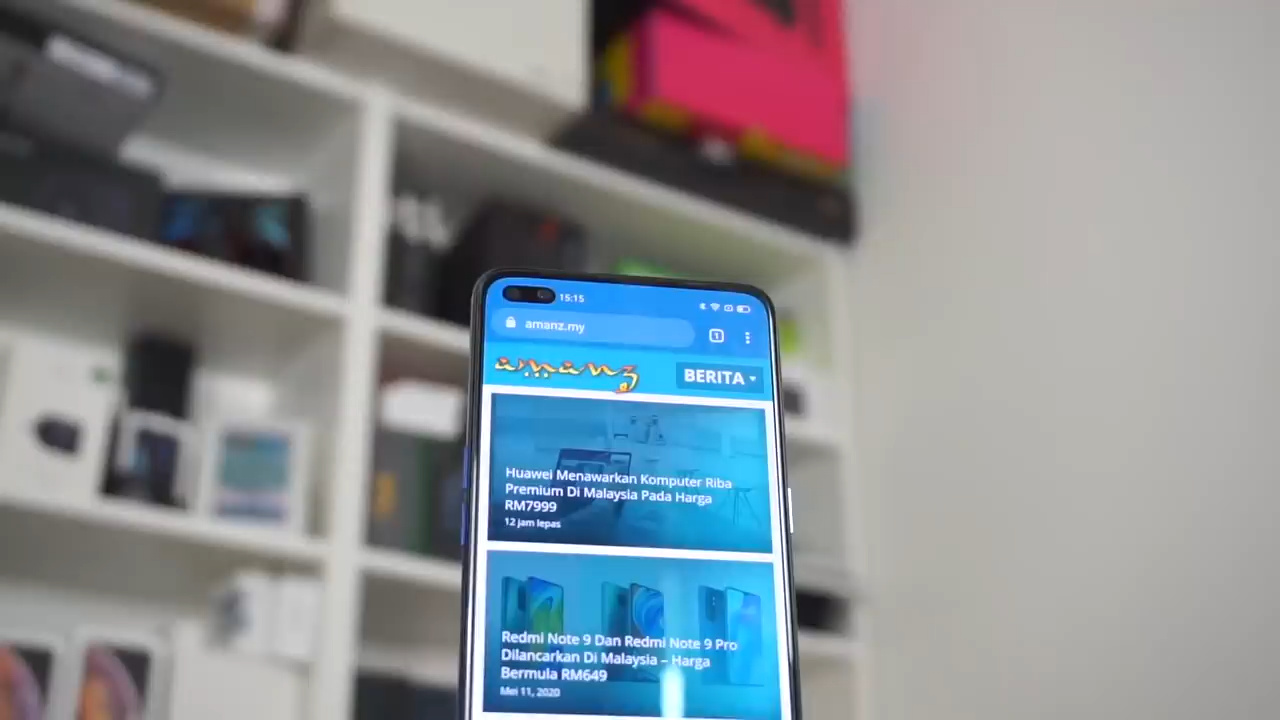 15:15
amanz.my
1
amanz
BERITA
Huawei Menawarkan Komputer Riba
Premium Di Malaysia Pada Harga
RM7999
12 jam lepas
Redmi Note 9 Dan Redmi Note 9 Pro
Dilancarkan Di Malaysia – Harga
Bermula RM649
Mei 11, 2020